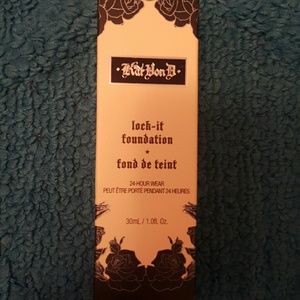 ·Kat Von D·
lock-it
foundation
★
fond de teint
24-HOUR WEAR
PEUT ÊTRE PORTÉ PENDANT 24 HEURES
30mL / 1.0fl. Oz.